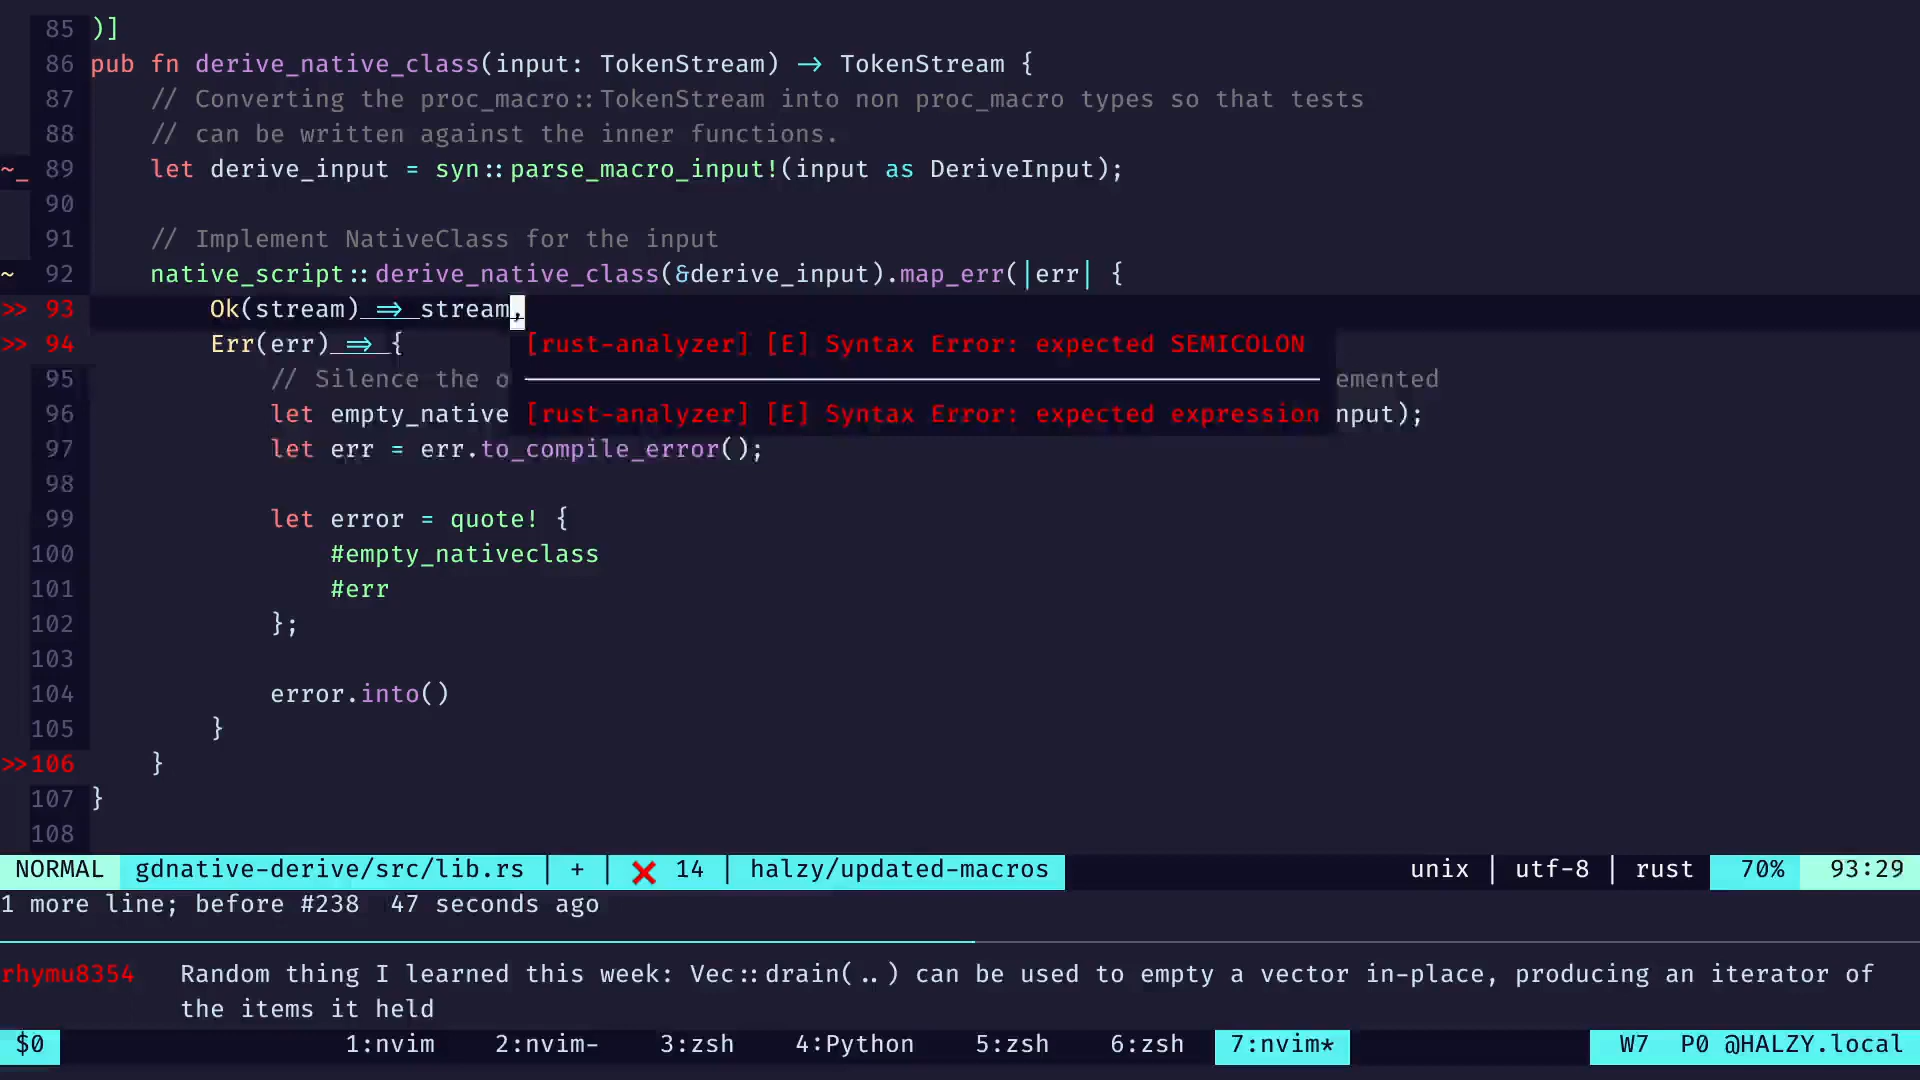 85 )]
86 pub fn derive_native_class(input: TokenStream) -> TokenStream {
87     // Converting the proc_macro::TokenStream into non proc_macro types so that tests
88     // can be written against the inner functions.
~_ 89     let derive_input = syn::parse_macro_input!(input as DeriveInput);
90
91     // Implement NativeClass for the input
~ 92     native_script::derive_native_class(&derive_input).map_err(|err| {
>> 93         Ok(stream) => stream,
>> 94         Err(err) => { [rust-analyzer] [E] Syntax Error: expected SEMICOLON
95             // Silence the o emented
96             let empty_native [rust-analyzer] [E] Syntax Error: expected expression nput);
97             let err = err.to_compile_error();
98
99             let error = quote! {
100                 #empty_nativeclass
101                 #err
102             };
103
104             error.into()
105         }
>>106     }
107 }
108
NORMAL gdnative-derive/src/lib.rs | + | ❌ 14 | halzy/updated-macros unix | utf-8 | rust 70% 93:29
1 more line; before #238  47 seconds ago
rhymu8354 Random thing I learned this week: Vec::drain(..) can be used to empty a vector in-place, producing an iterator of
the items it held
$0 1:nvim 2:nvim- 3:zsh 4:Python 5:zsh 6:zsh 7:nvim* W7 P0 @HALZY.local